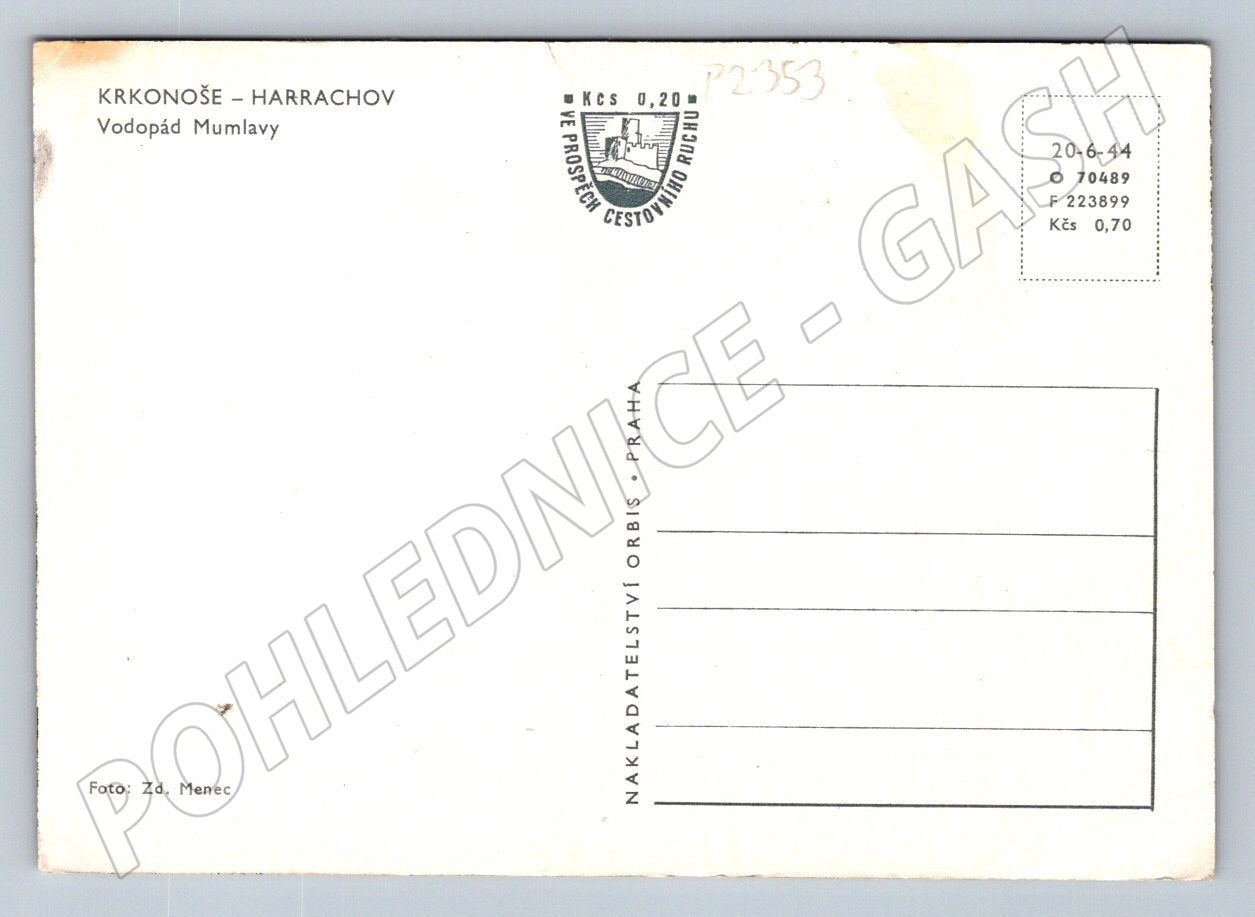 KRKONOŠE – HARRACHOV
Vodopád Mumlavy
P2353
Kčs 0,20
VE PROSPĚCH CESTOVNÍHO RUCHU
20-6-44
O 70489
F 223899
Kčs 0,70
NAKLADATELSTVÍ ORBIS • PRAHA
Foto: Zd. Menec
POHLEDNICE - GASH